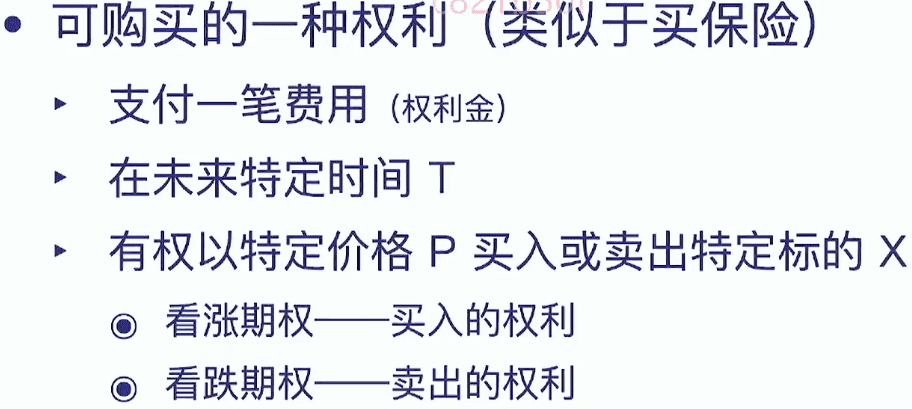 • 可购买的一种权利（类似于买保险）
▸ 支付一笔费用（权利金）
▸ 在未来特定时间 T
▸ 有权以特定价格 P 买入或卖出特定标的 X
◉ 看涨期权——买入的权利
◉ 看跌期权——卖出的权利